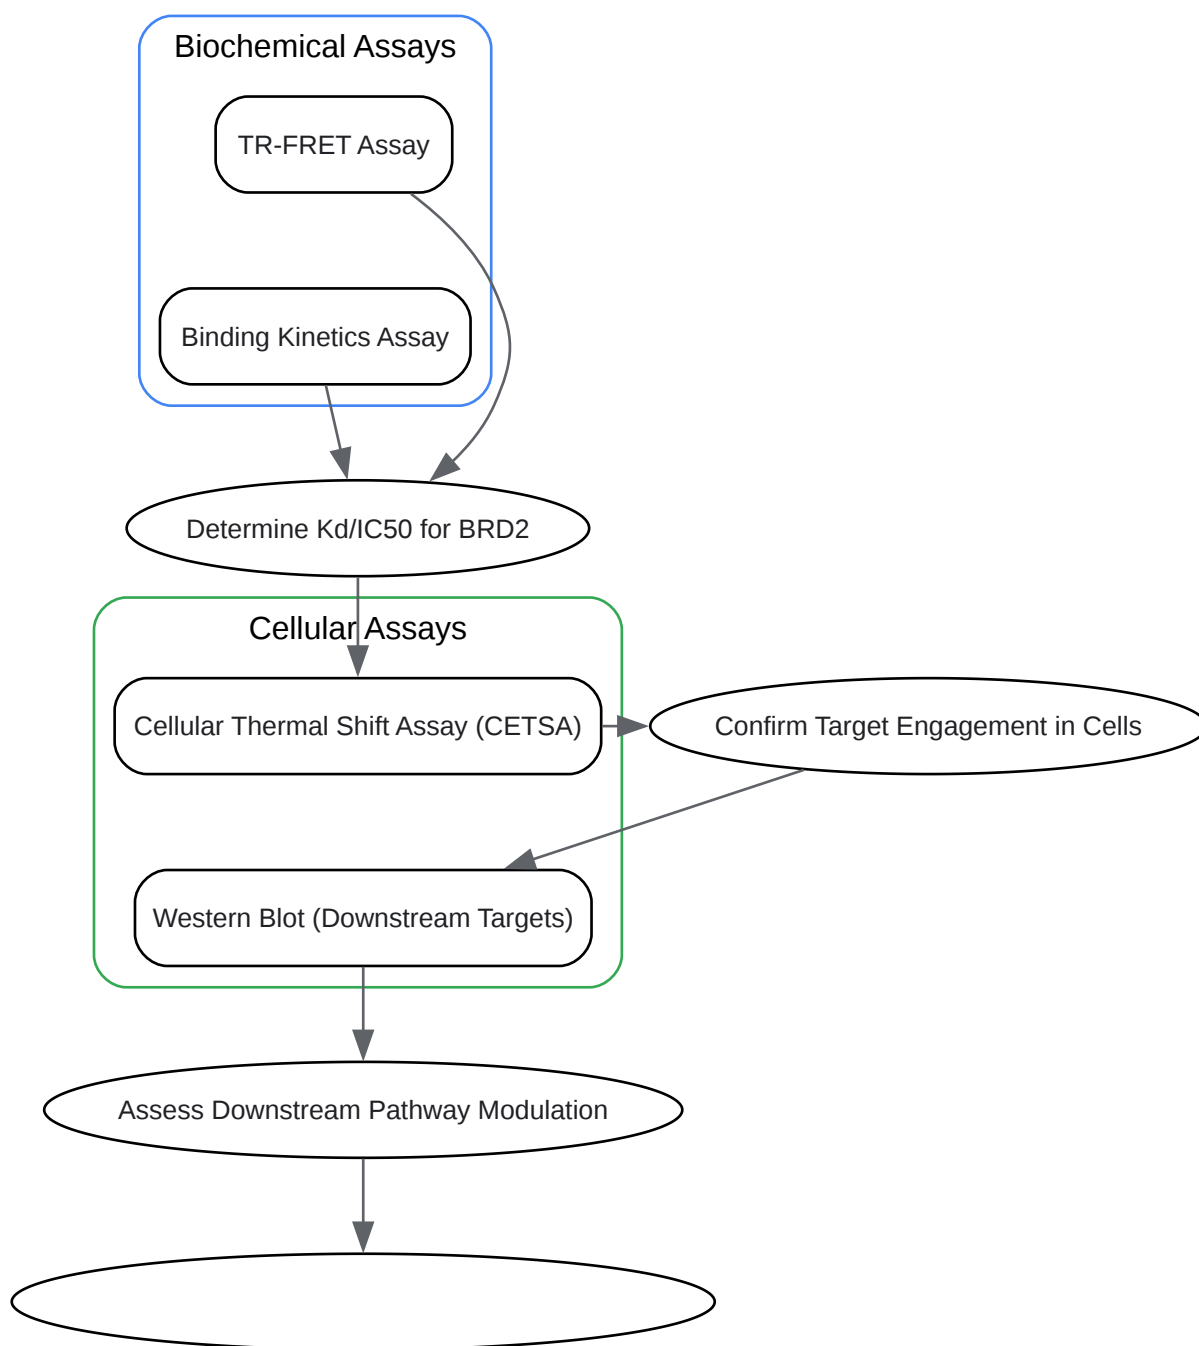 Biochemical Assays
TR-FRET Assay
Binding Kinetics Assay
Determine Kd/IC50 for BRD2
Cellular Assays
Cellular Thermal Shift Assay (CETSA)
Confirm Target Engagement in Cells
Western Blot (Downstream Targets)
Assess Downstream Pathway Modulation